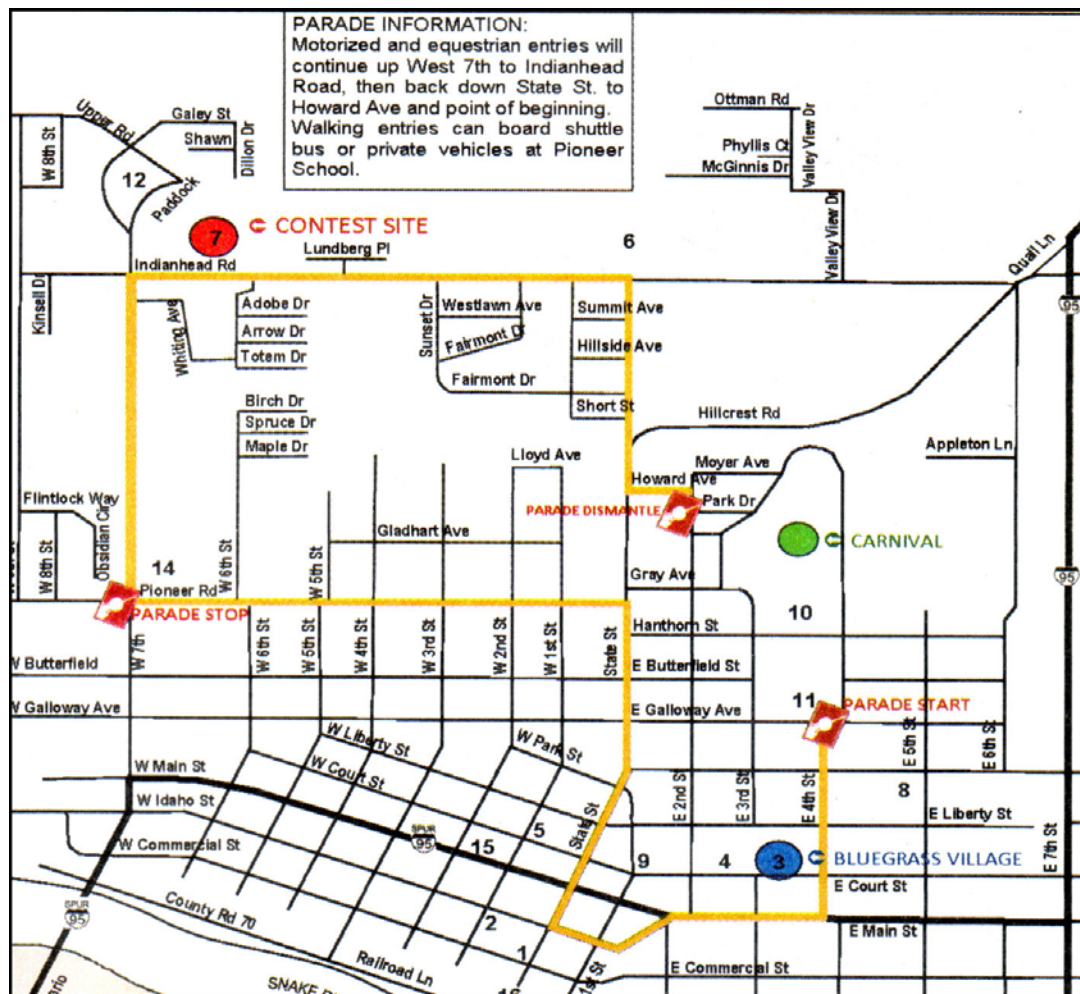 PARADE INFORMATION:
Motorized and equestrian entries will
continue up West 7th to Indianhead
Road, then back down State St. to
Howard Ave and point of beginning.
Walking entries can board shuttle
bus or private vehicles at Pioneer
School.
Ottman Rd
Valley View Dr
Phyllis Ct
McGinnis Dr
Valley View Dr
Upper Rd
Galey St
Shawn
Dillon Dr
W 8th St
12
Paddock
7
CONTEST SITE
6
Lundberg Pl
Indianhead Rd
Quail Ln
95
Kinsell Dr
Whiting Ave
Adobe Dr
Arrow Dr
Totem Dr
Sunset Dr
Westlawn Ave
Fairmont Dr
Fairmont Dr
Summit Ave
Hillside Ave
Short St
Birch Dr
Spruce Dr
Maple Dr
Hillcrest Rd
Lloyd Ave
Appleton Ln
Moyer Ave
Howard Ave
Park Dr
PARADE DISMANTLE
Flintlock Way
Obsidian Cir
W 8th St
Gladhart Ave
CARNIVAL
14
W 6th St
W 5th St
Gray Ave
95
Pioneer Rd
PARADE STOP
10
Hanthorn St
W 7th
W 6th St
W 5th St
W 4th St
W 3rd St
W 2nd St
W 1st St
State St
W Butterfield
E Butterfield St
W Galloway Ave
E Galloway Ave
11
PARADE START
E 5th St
E 6th St
W Liberty St
W Park St
W Main St
W Court St
E 2nd St
E 3rd St
E 4th St
8
W Idaho St
State St
E Liberty St
5
W Commercial St
SPUR
95
15
9
4
3
BLUEGRASS VILLAGE
E 7th St
E Court St
SPUR
95
County Rd 70
2
E Main St
1
Railroad Ln
1st St
E Commercial St
SNAKE